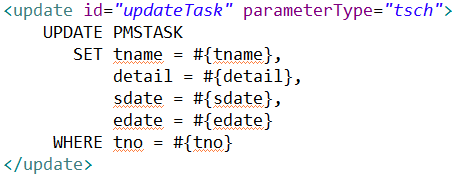 <update id="updateTask" parameterType="tsch">
UPDATE PMSTASK
SET tname = #{tname},
detail = #{detail},
sdate = #{sdate},
edate = #{edate}
WHERE tno = #{tno}
</update>